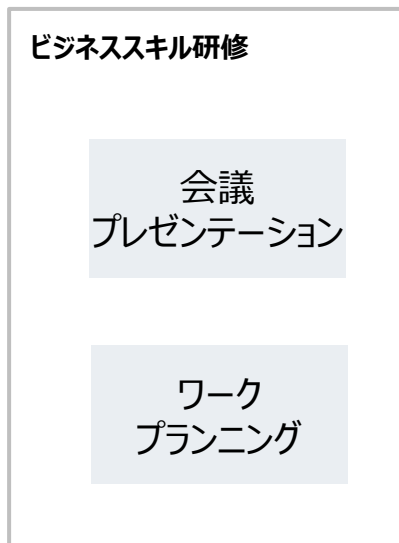 ビジネススキル研修
会議
プレゼンテーション
ワーク
プランニング